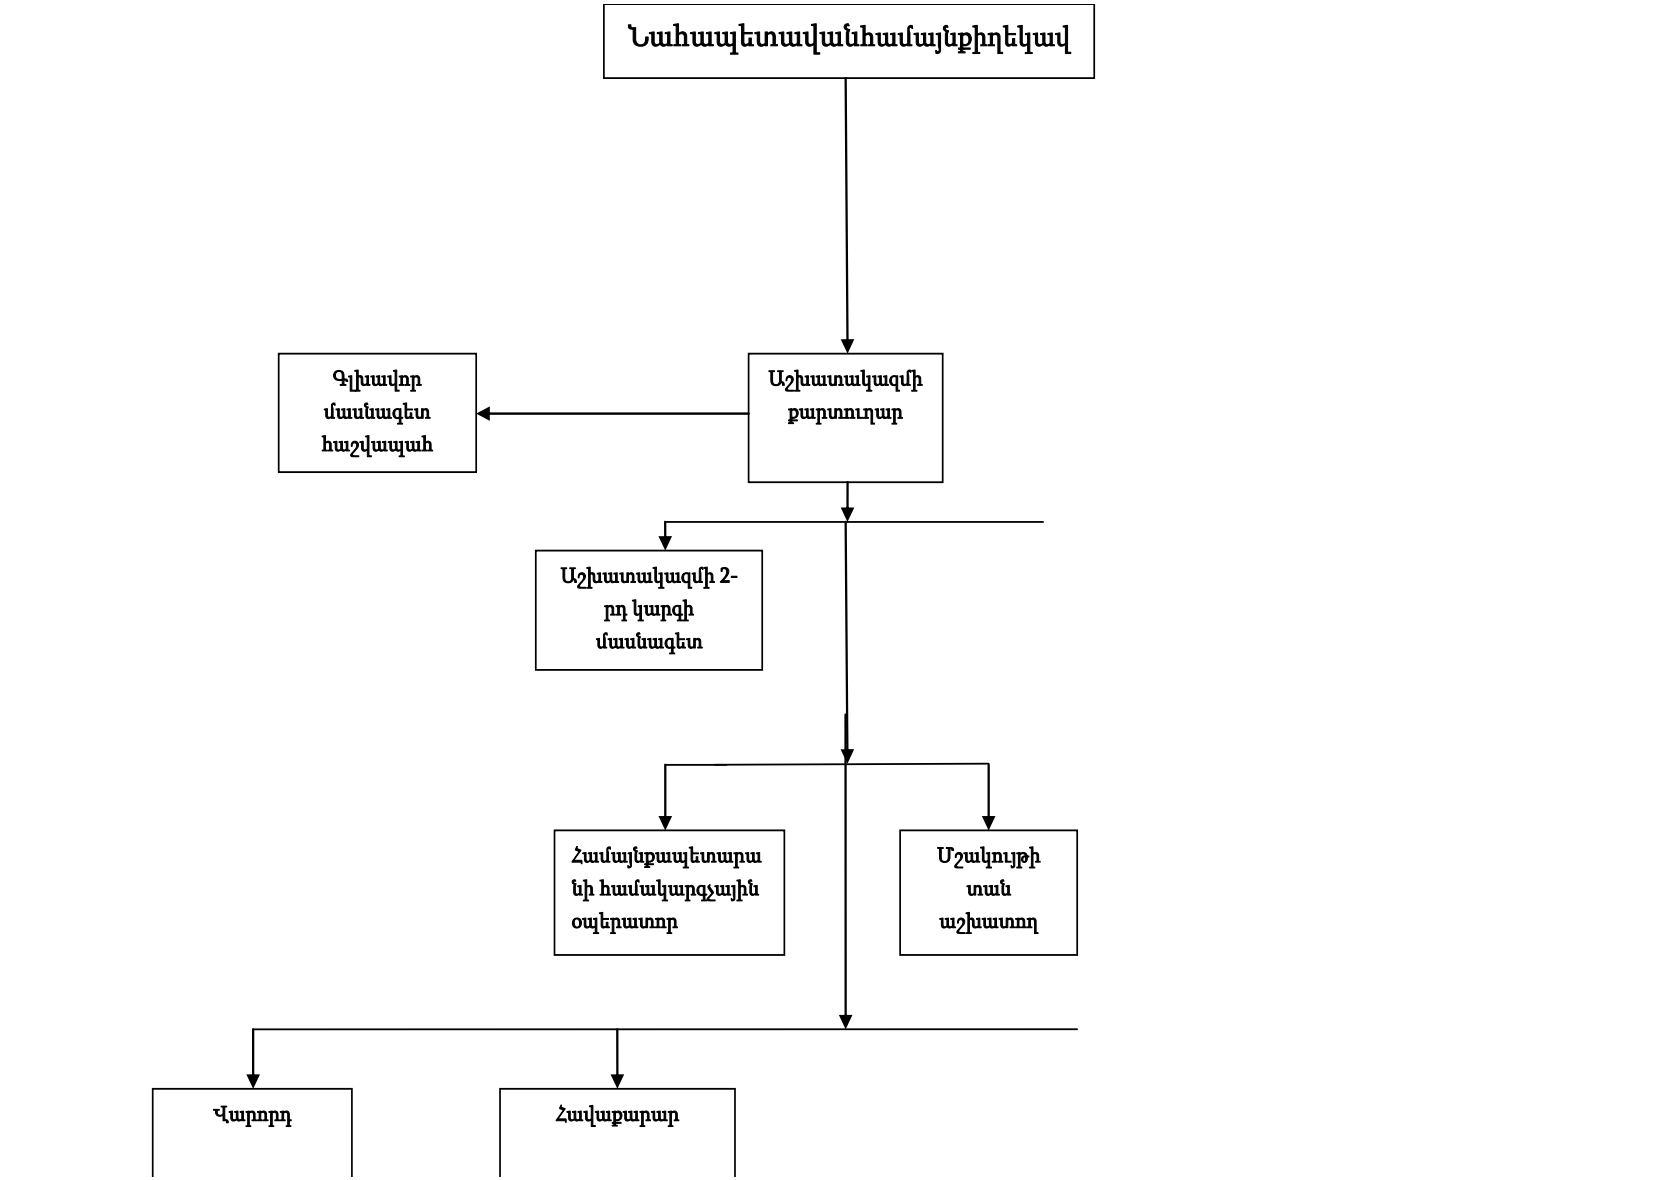 Նահապետավանհամայնքիղեկավ
Գլխավոր
մասնագետ
հաշվապահ
Աշխատակազմի
քարտուղար
Աշխատակազմի 2-
րդ կարգի
մասնագետ
Համայնքապետարա
նի համակարգչային
օպերատոր
Մշակույթի
տան
աշխատող
Վարորդ
Հավաքարար